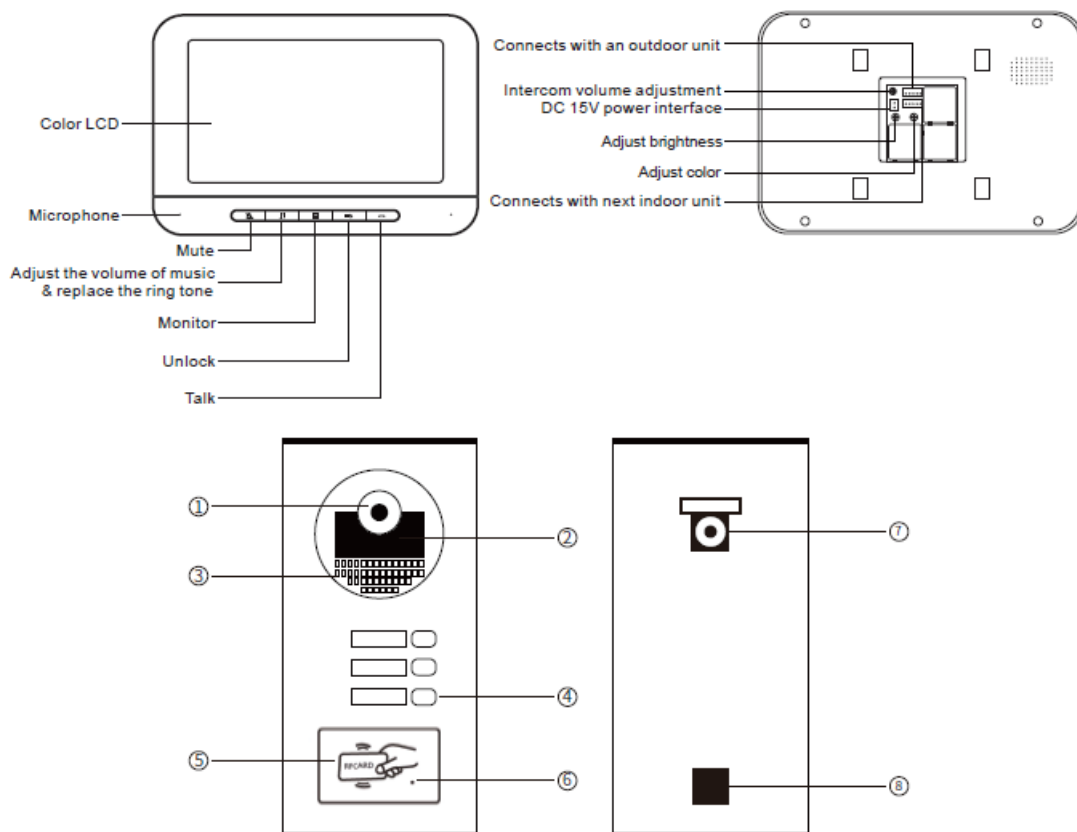 Color LCD
Microphone
Mute
Adjust the volume of music
& replace the ring tone
Monitor
Unlock
Talk
Connects with an outdoor unit
Intercom volume adjustment
DC 15V power interface
Adjust brightness
Adjust color
Connects with next indoor unit
①
②
③
④
⑤
RFCARD
⑥
⑦
⑧